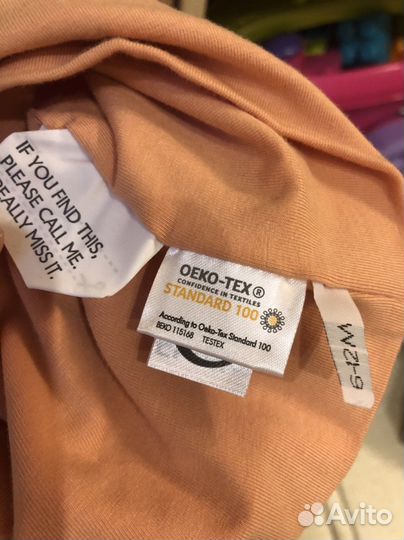 IF YOU FIND THIS,
PLEASE CALL ME.
REALLY MISS IT.
OEKO-TEX®
CONFIDENCE IN TEXTILES
STANDARD 100
According to Oeko-Tex Standard 100
BEKO 115168 TESTEX
6-12M
Avito